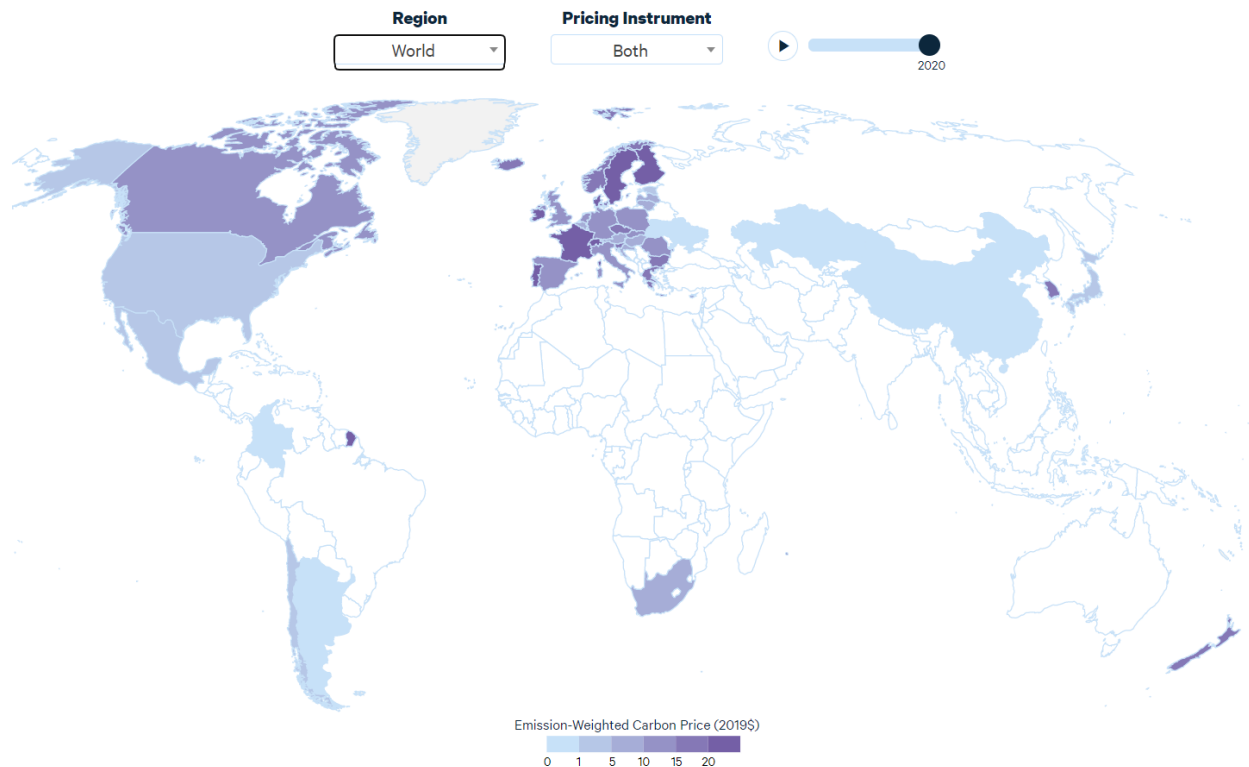 Region
Pricing Instrument
World
Both
2020
Emission-Weighted Carbon Price (2019$)
0 1 5 10 15 20